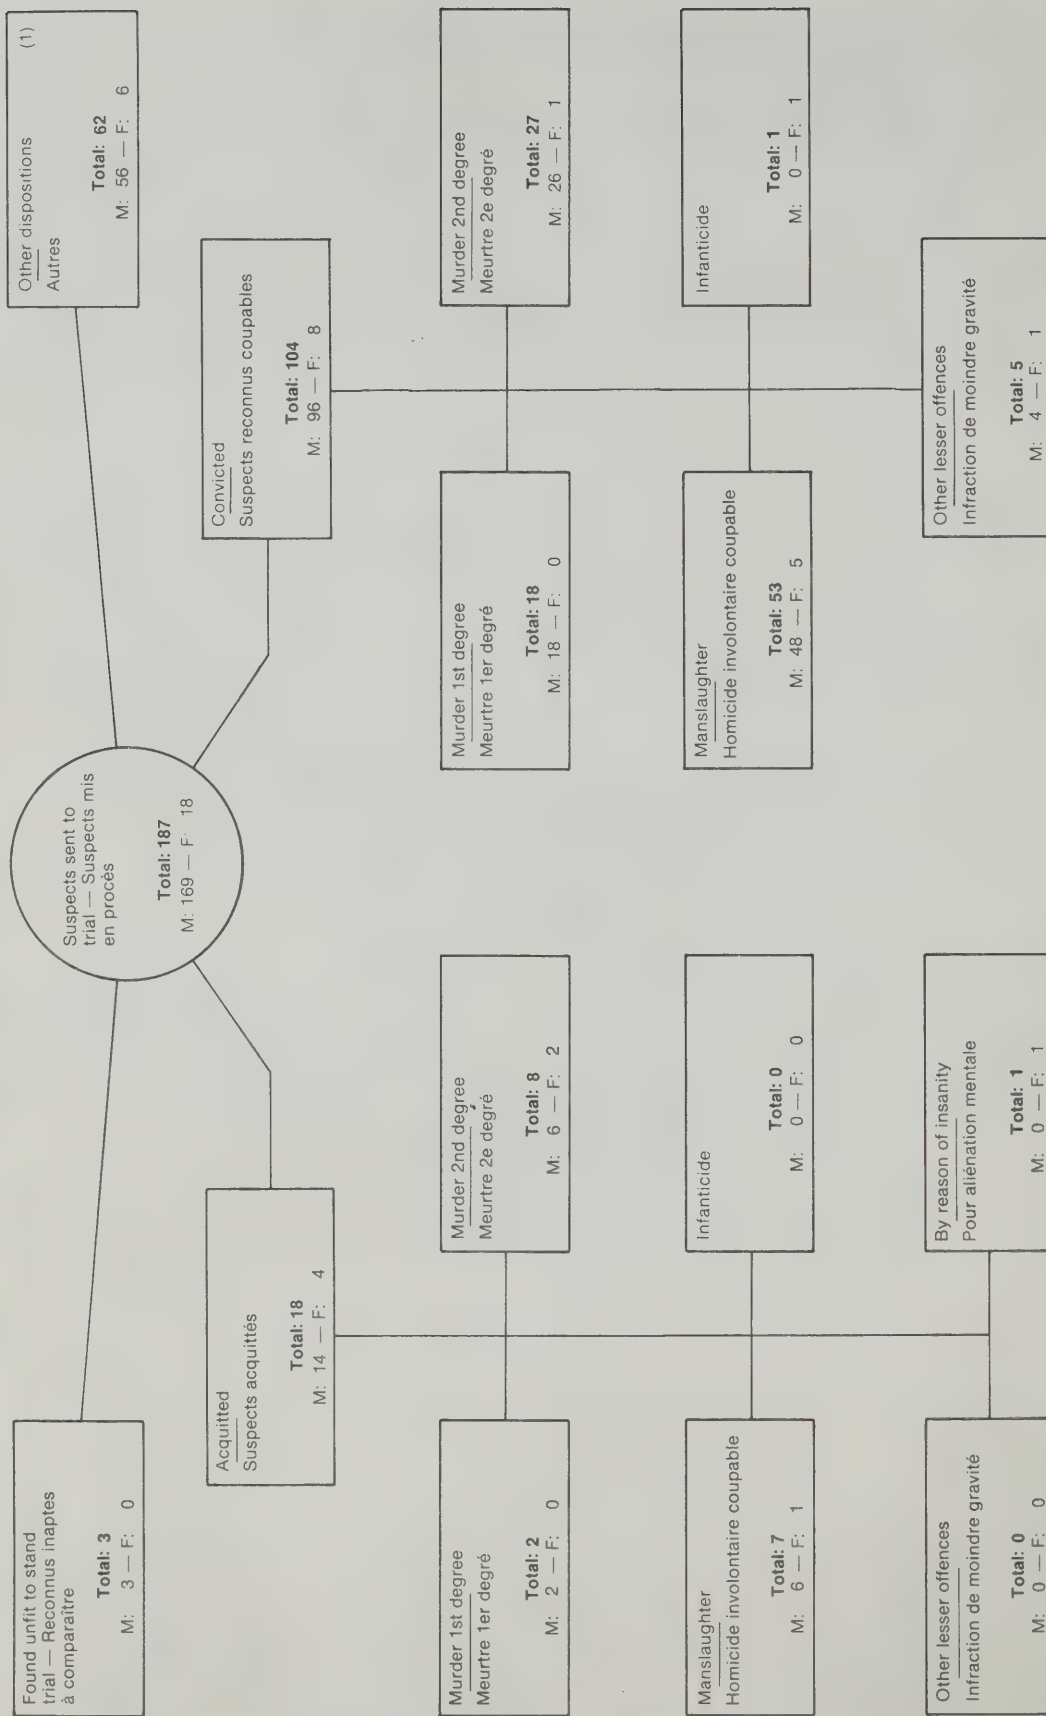 Suspects sent to
trial — Suspects mis
en procès
Total: 187
M: 169 — F: 18
Found unfit to stand
trial — Reconnus inaptes
à comparaître
Total: 3
M: 3 — F: 0
Other dispositions (1)
Autres
Total: 62
M: 56 — F: 6
Acquitted
Suspects acquittés
Total: 18
M: 14 — F: 4
Convicted
Suspects reconnus coupables
Total: 104
M: 96 — F: 8
Murder 1st degree
Meurtre 1er degré
Total: 2
M: 2 — F: 0
Murder 2nd degree
Meurtre 2e degré
Total: 8
M: 6 — F: 2
Murder 1st degree
Meurtre 1er degré
Total: 18
M: 18 — F: 0
Murder 2nd degree
Meurtre 2e degré
Total: 27
M: 26 — F: 1
Manslaughter
Homicide involontaire coupable
Total: 7
M: 6 — F: 1
Infanticide
Total: 0
M: 0 — F: 0
Manslaughter
Homicide involontaire coupable
Total: 53
M: 48 — F: 5
Infanticide
Total: 1
M: 0 — F: 1
Other lesser offences
Infraction de moindre gravité
Total: 0
M: 0 — F: 0
By reason of insanity
Pour aliénation mentale
Total: 1
M: 0 — F: 1
Other lesser offences
Infraction de moindre gravité
Total: 5
M: 4 — F: 1